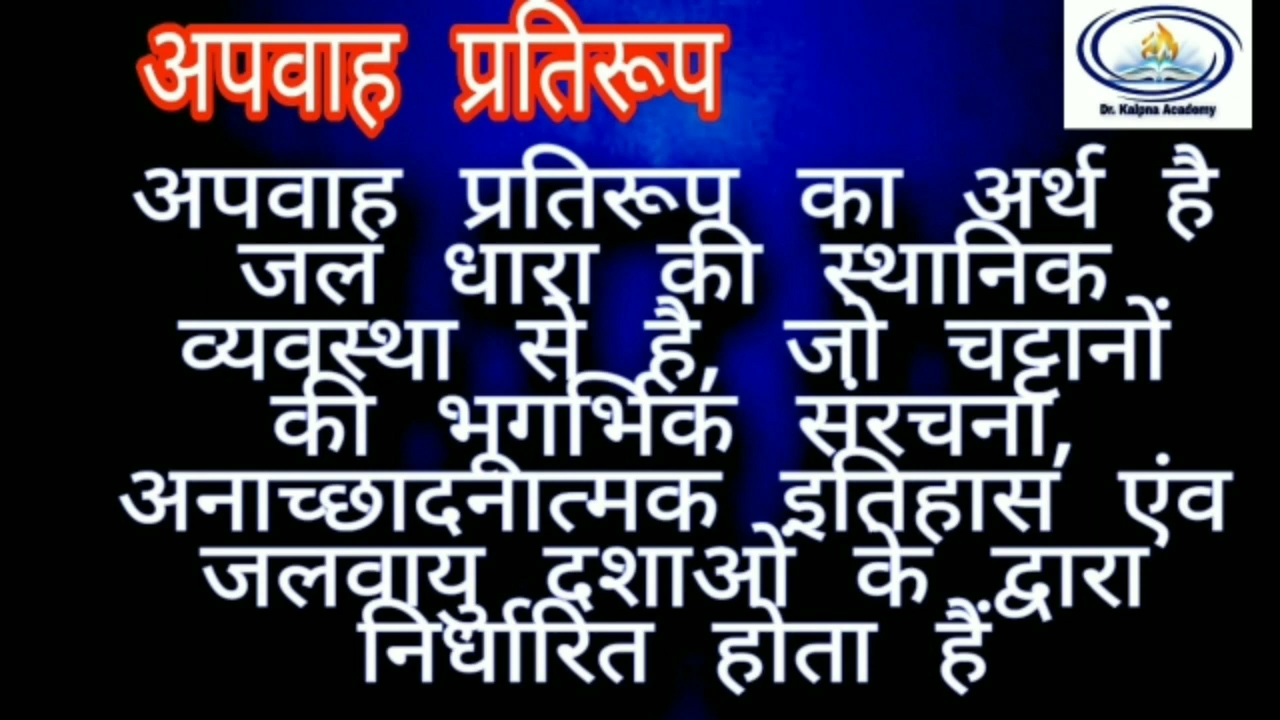 अपवाह प्रतिरूप
Dr. Kalpna Academy
अपवाह प्रतिरूप का अर्थ है
जल धारा की स्थानिक
व्यवस्था से है, जो चट्टानों
की भूगर्भिक संरचना,
अनाच्छादनात्मक इतिहास एंव
जलवायु दशाओं के द्वारा
निर्धारित होता हैं